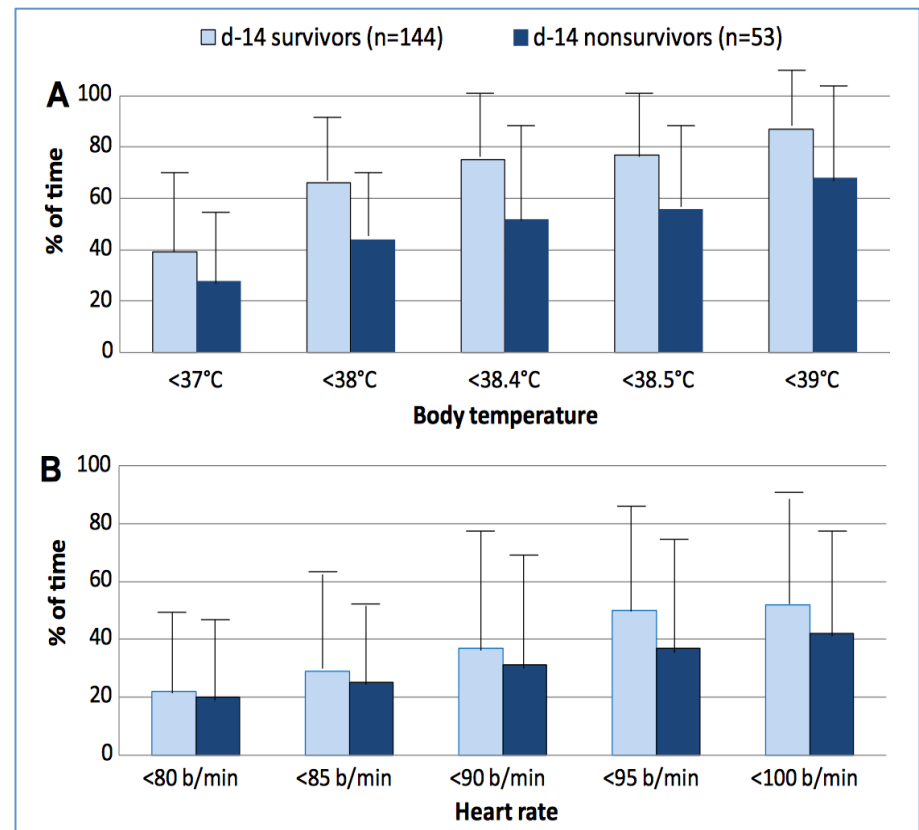 d-14 survivors (n=144) d-14 nonsurvivors (n=53)
A
% of time
100
80
60
40
20
0
<37°C <38°C <38.4°C <38.5°C <39°C
Body temperature
B
% of time
100
80
60
40
20
0
<80 b/min <85 b/min <90 b/min <95 b/min <100 b/min
Heart rate